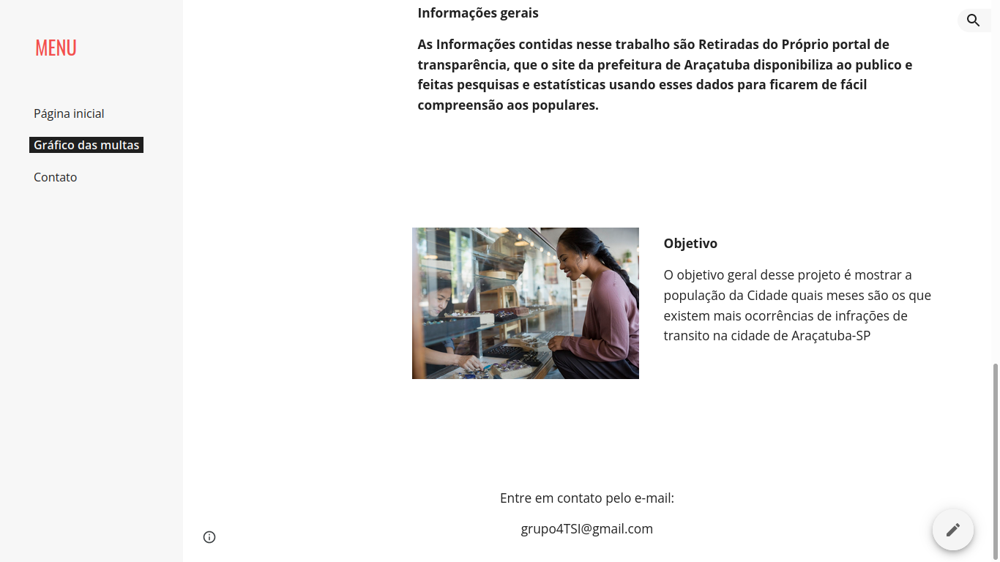 MENU
Página inicial
Gráfico das multas
Contato
Informações gerais
As Informações contidas nesse trabalho são Retiradas do Próprio portal de
transparência, que o site da prefeitura de Araçatuba disponibiliza ao publico e
feitas pesquisas e estatísticas usando esses dados para ficarem de fácil
compreensão aos populares.
Objetivo
O objetivo geral desse projeto é mostrar a
população da Cidade quais meses são os que
existem mais ocorrências de infrações de
transito na cidade de Araçatuba-SP
Entre em contato pelo e-mail:
grupo4TSI@gmail.com